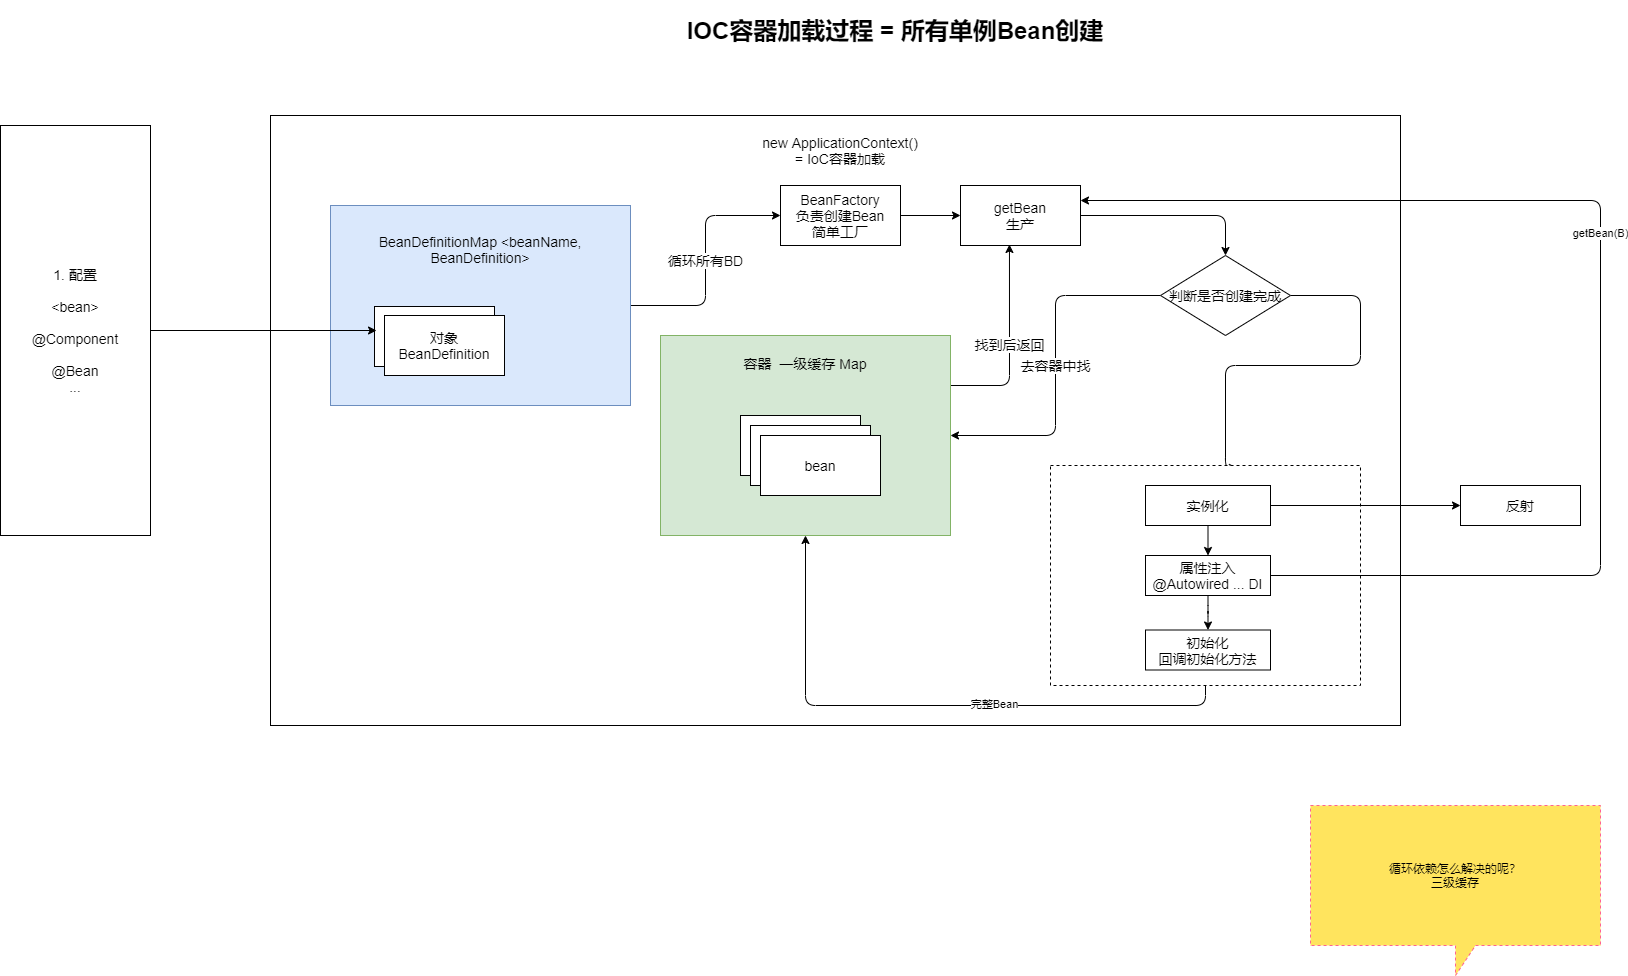 IOC容器加载过程 = 所有单例Bean创建
new ApplicationContext()
= IoC容器加载
1. 配置
<bean>
@Component
@Bean
...
BeanDefinitionMap <beanName,
BeanDefinition>
对象
BeanDefinition
循环所有BD
BeanFactory
负责创建Bean
简单工厂
getBean
生产
getBean(B)
判断是否创建完成
找到后返回
去容器中找
容器 一级缓存 Map
bean
实例化
反射
属性注入
@Autowired ... DI
初始化
回调初始化方法
完整Bean
循环依赖怎么解决的呢?
三级缓存